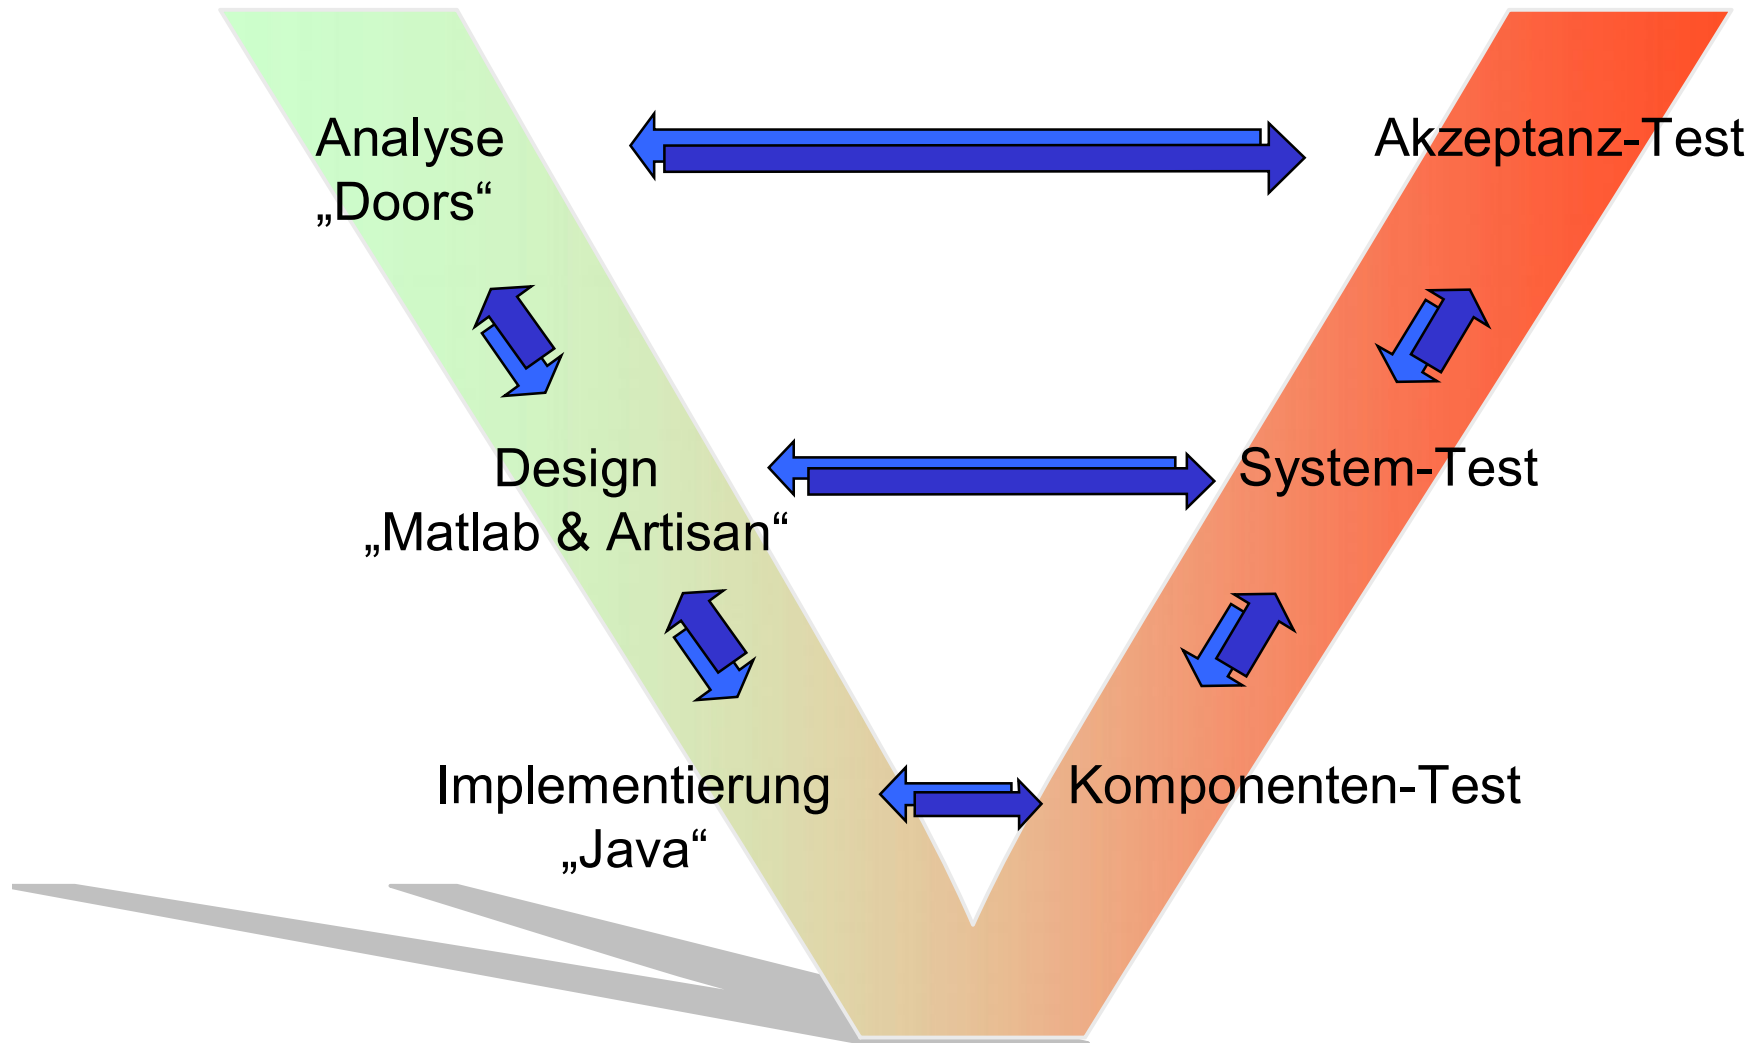 Analyse
„Doors“
Akzeptanz-Test
Design
„Matlab & Artisan“
System-Test
Implementierung
„Java“
Komponenten-Test